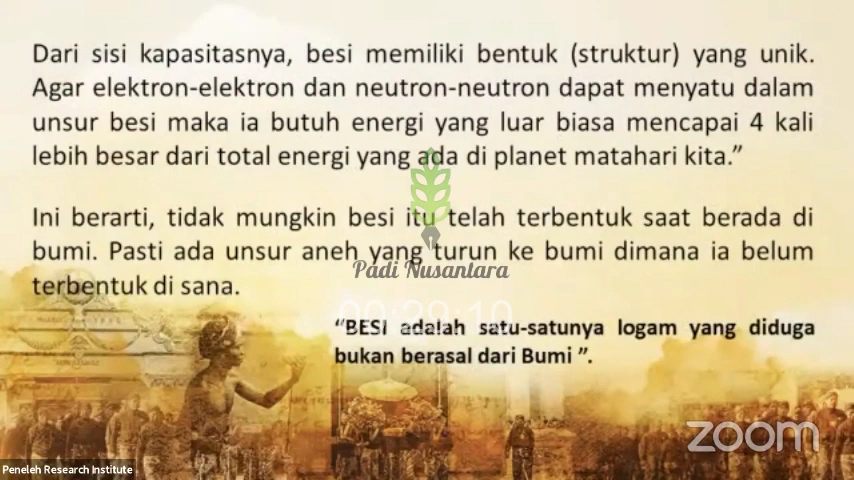 Dari sisi kapasitasnya, besi memiliki bentuk (struktur) yang unik.
Agar elektron-elektron dan neutron-neutron dapat menyatu dalam
unsur besi maka ia butuh energi yang luar biasa mencapai 4 kali
lebih besar dari total energi yang ada di planet matahari kita.”
Ini berarti, tidak mungkin besi itu telah terbentuk saat berada di
bumi. Pasti ada unsur aneh yang turun ke bumi dimana ia belum
Padi Nusantara
terbentuk di sana.
00:29:10
“BESI adalah satu-satunya logam yang diduga
bukan berasal dari Bumi ”.
zoom
Peneleh Research Institute